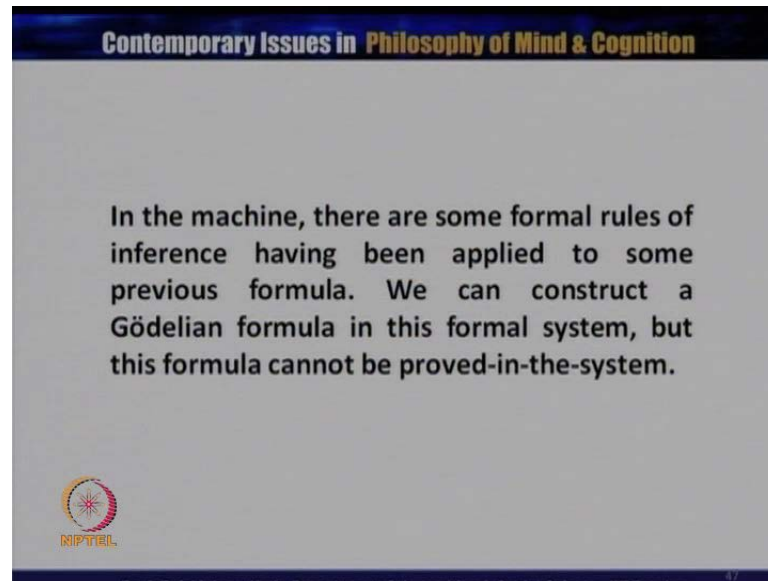 Contemporary Issues in Philosophy of Mind & Cognition
In the machine, there are some formal rules of
inference having been applied to some
previous formula. We can construct a
Gödelian formula in this formal system, but
this formula cannot be proved-in-the-system.
NPTEL
47